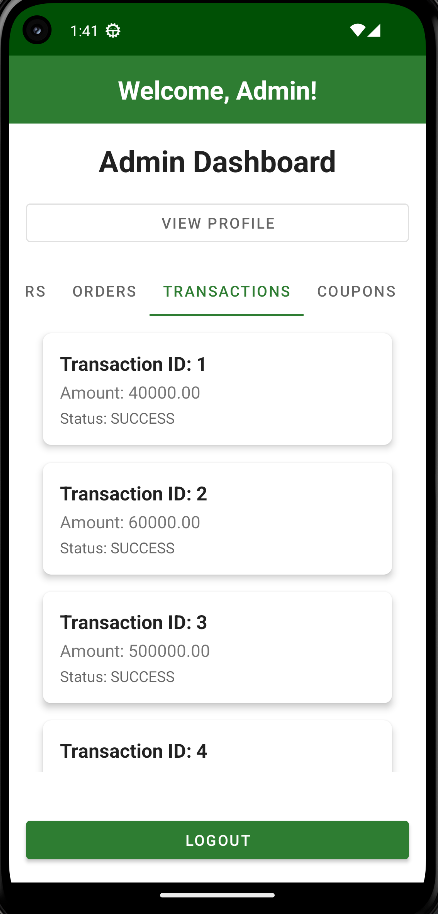 1:41
Welcome, Admin!
Admin Dashboard
VIEW PROFILE
RS ORDERS TRANSACTIONS COUPONS
Transaction ID: 1
Amount: 40000.00
Status: SUCCESS
Transaction ID: 2
Amount: 60000.00
Status: SUCCESS
Transaction ID: 3
Amount: 500000.00
Status: SUCCESS
Transaction ID: 4
LOGOUT